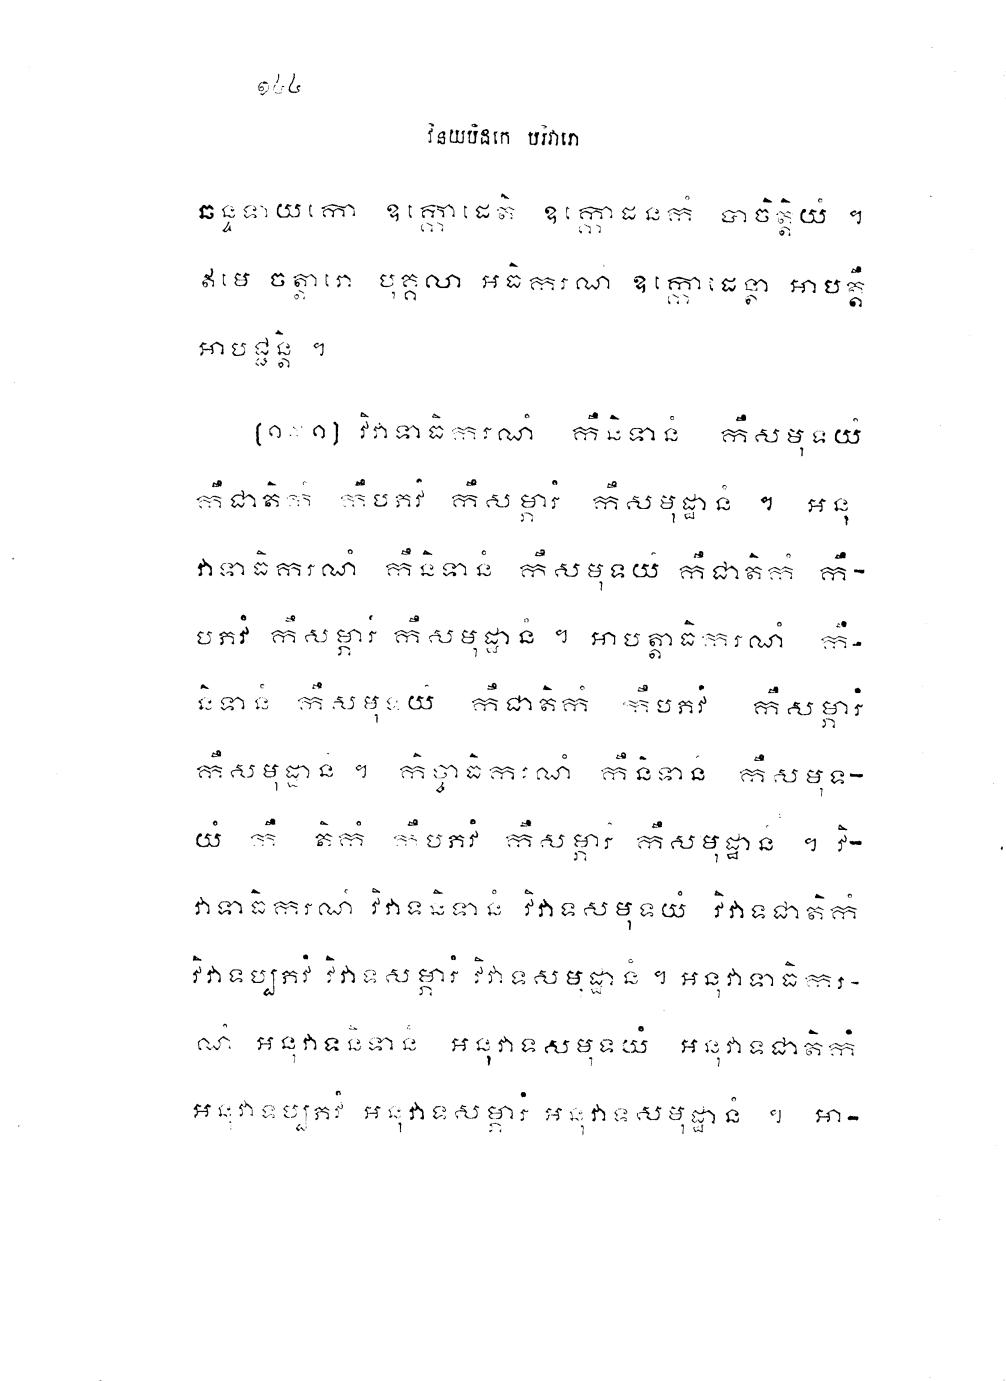 ១៤៤
វិនយបិដកេ បរិវារោ
ឆន្ទទាយកោ ឧក្កោដេតិ ឧក្កោដនកំ បាចិត្តិយំ ។
ឥមេ ចត្តារោ បុគ្គលា អធិករណំ ឧក្កោដេន្តា អាបត្តឹ
អាបជ្ជន្តិ ។
វិវាទាធិករណំ កឹនិទានំ កឹសមុទយំ
កឹជាតិកំ កឹបភវំ កឹសម្ភារំ កឹសមុដ្ឋានំ ។ អនុ
វាទាធិករណំ កឹនិទានំ កឹសមុទយំ កឹជាតិកំ កឹ-
បភវំ កឹសម្ភារំ កឹសមុដ្ឋានំ ។ អាបត្តាធិករណំ កឹ-
និទានំ កឹសមុទយំ កឹជាតិកំ កឹបភវំ កឹសម្ភារំ
កឹសមុដ្ឋានំ ។ កិច្ចាធិករណំ កឹនិទានំ កឹសមុទ-
យំ កឹ តិកំ កឹបភវំ កឹសម្ភារំ កឹសមុដ្ឋានំ ។ វិ-
វាទាធិករណំ វិវាទនិទានំ វិវាទសមុទយំ វិវាទជាតិកំ
វិវាទប្បភវំ វិវាទសម្ភារំ វិវាទសមុដ្ឋានំ ។ អនុវាទាធិករ-
ណំ អនុវាទនិទានំ អនុវាទសមុទយំ អនុវាទជាតិកំ
អនុវាទប្បភវំ អនុវាទសម្ភារំ អនុវាទសមុដ្ឋានំ ។ អា-